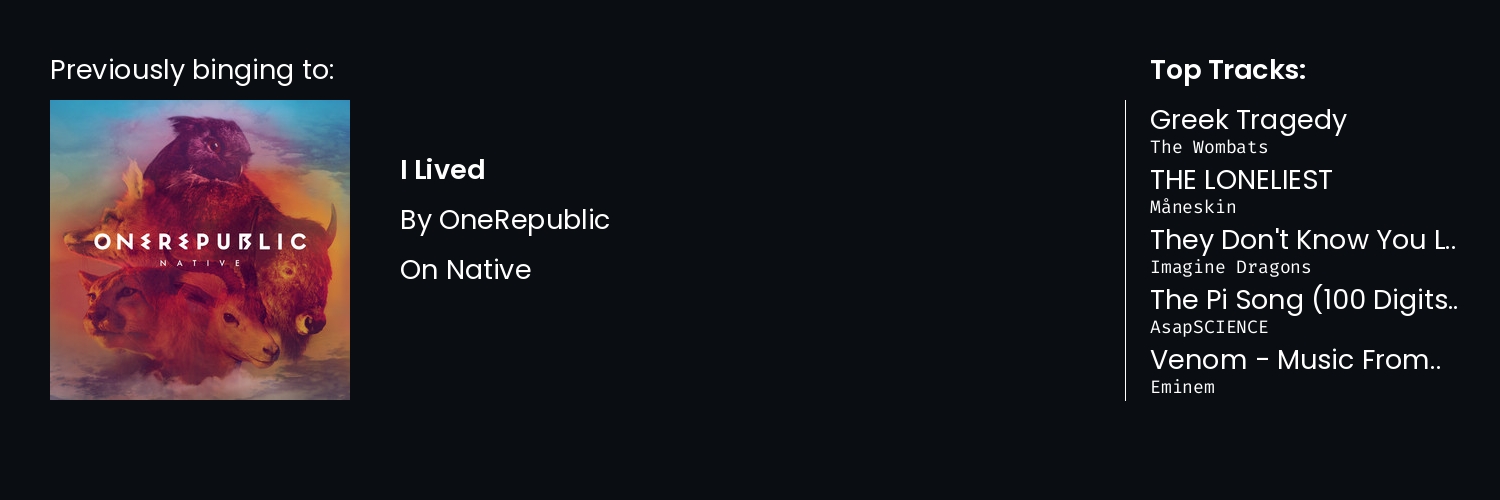 Previously binging to:
ONEREPUBLIC
NATIVE
I Lived
By OneRepublic
On Native
Top Tracks:
Greek Tragedy
The Wombats
THE LONELIEST
Måneskin
They Don't Know You L..
Imagine Dragons
The Pi Song (100 Digits..
AsapSCIENCE
Venom - Music From..
Eminem